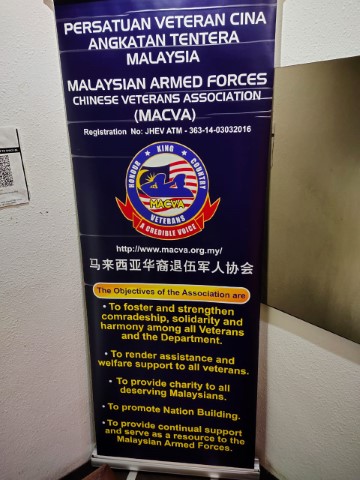 PERSATUAN VETERAN CINA
ANGKATAN TENTERA
MALAYSIA
MALAYSIAN ARMED FORCES
CHINESE VETERANS ASSOCIATION
(MACVA)
Registration No: JHEV ATM - 363-14-03032016
HONOUR KING COUNTRY
MACVA
VETERANS
A CREDIBLE VOICE
http://www.macva.org.my/
马来西亚华裔退伍军人协会
The Objectives of the Association are
• To foster and strengthen
comradeship, solidarity and
harmony among all Veterans
and the Department.
• To render assistance and
welfare support to all veterans.
• To provide charity to all
deserving Malaysians.
• To promote Nation Building.
• To provide continual support
and serve as a resource to the
Malaysian Armed Forces.